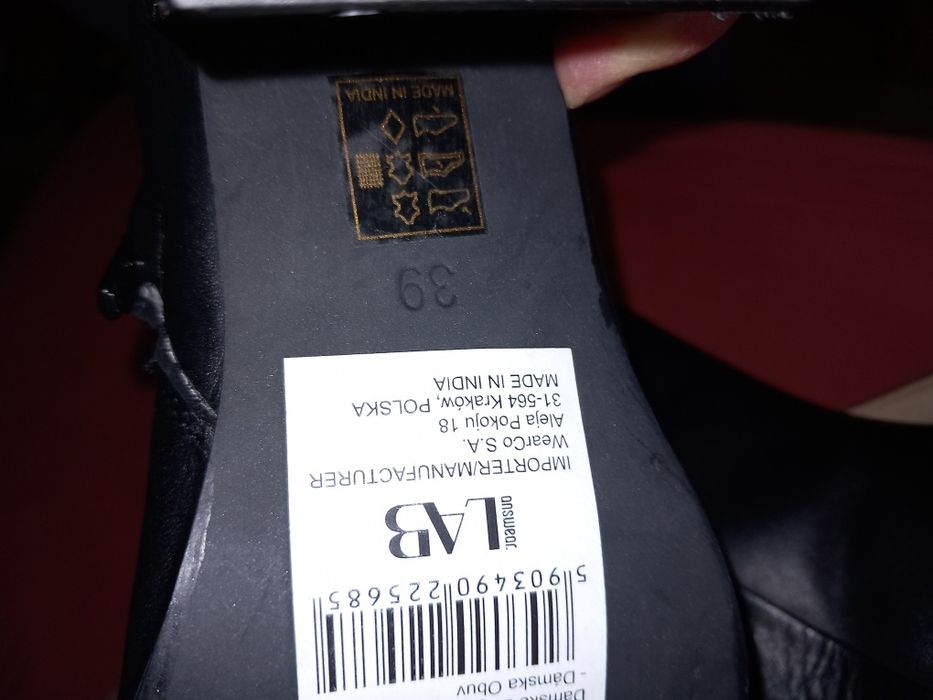 - Dámska Obuv
5 903490 225685
answear.
LAB
IMPORTER/MANUFACTURER
WearCo S.A.
Aleja Pokoju 18
31-564 Kraków, POLSKA
MADE IN INDIA
39
MADE IN INDIA